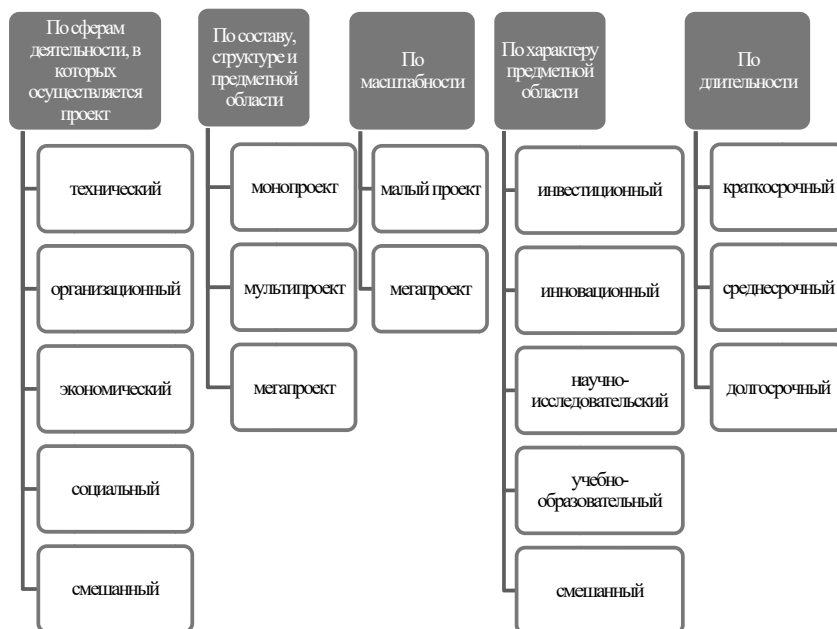 По сферам
деятельности, в
которых
осуществляется
проект
технический
организационный
экономический
социальный
смешанный
По составу,
структуре и
предметной
области
монопроект
мультипроект
мегапроект
По
масштабности
малый проект
мегапроект
По характеру
предметной
области
инвестиционный
инновационный
научно-
исследовательский
учебно-
образовательный
смешанный
По
длительности
краткосрочный
среднесрочный
долгосрочный